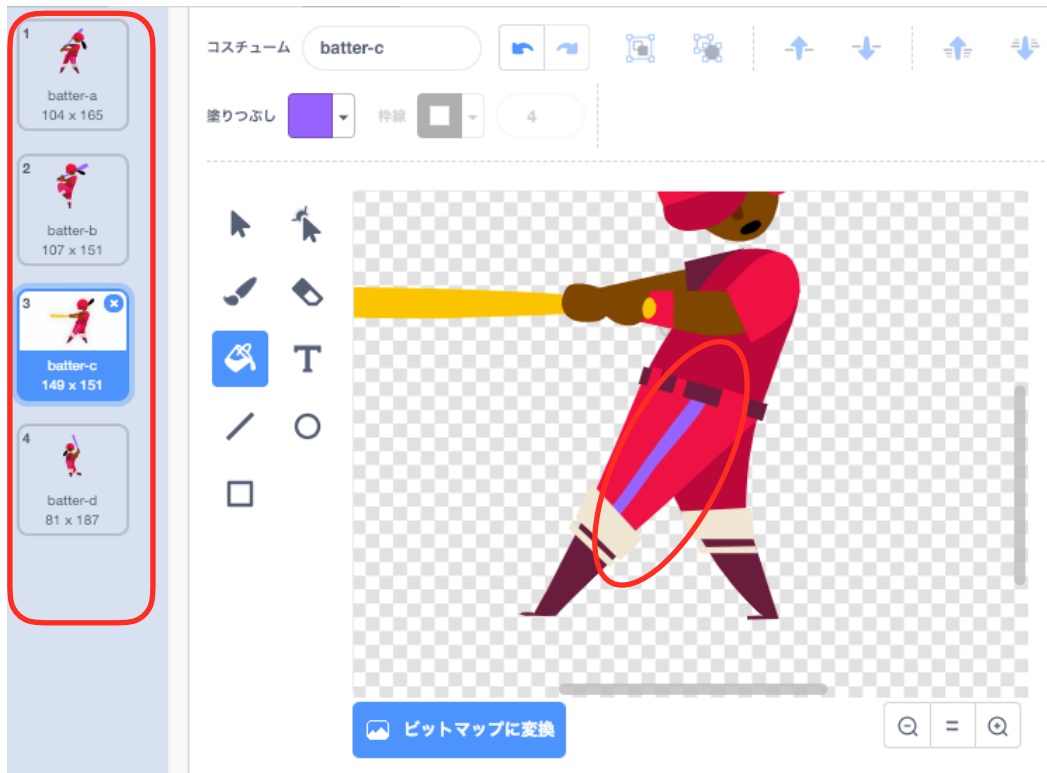 1
batter-a
104 x 165
2
batter-b
107 x 151
3
batter-c
149 x 151
4
batter-d
81 x 187
コスチューム
batter-c
塗りつぶし
枠線
4
T
ビットマップに変換